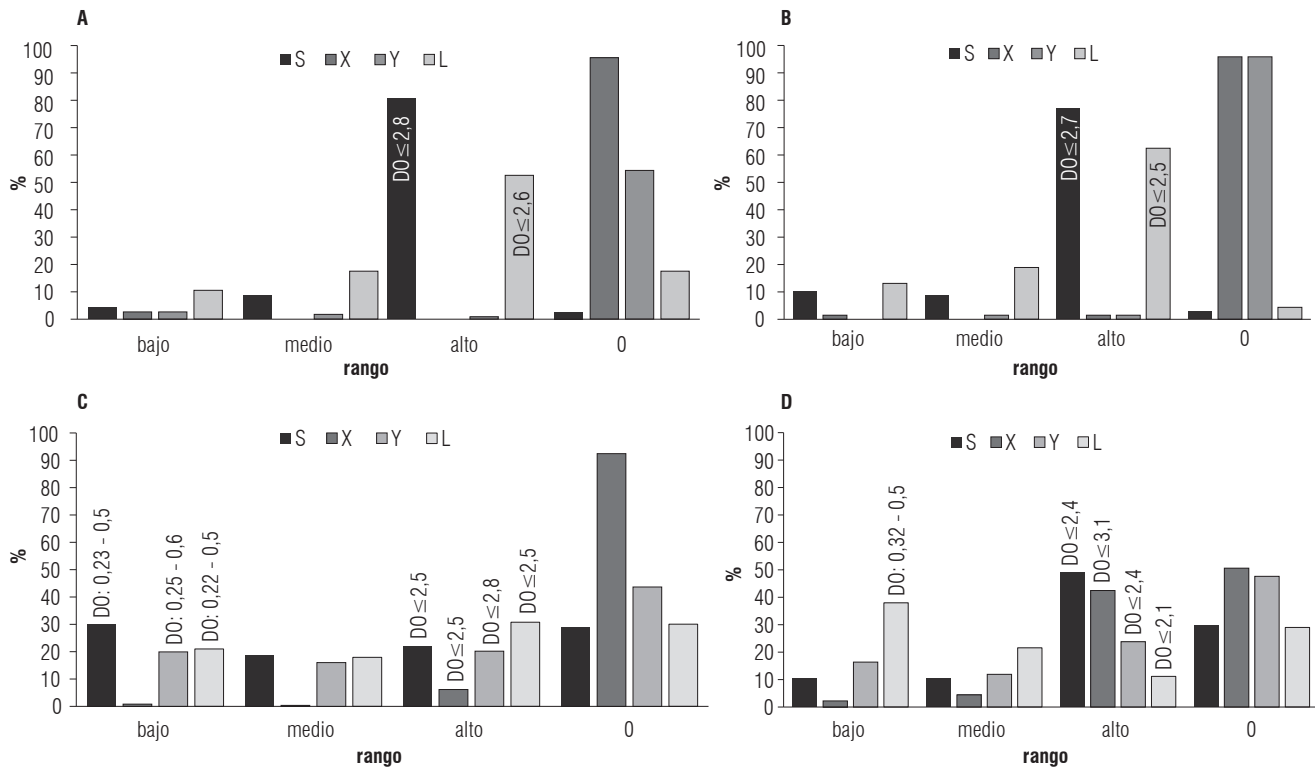 A
S X Y L
100
90
80
70
60
50
40
30
20
10
0
%
DO≤2,8
DO≤2,6
bajo medio alto 0
rango
B
S X Y L
100
90
80
70
60
50
40
30
20
10
0
%
DO≤2,7
DO≤2,5
bajo medio alto 0
rango
C
S X Y L
100
90
80
70
60
50
40
30
20
10
0
%
DO: 0,23 - 0,5
DO: 0,25 - 0,6
DO: 0,22 - 0,5
DO≤2,5
DO≤2,5
DO≤2,8
DO≤2,5
bajo medio alto 0
rango
D
S X Y L
100
90
80
70
60
50
40
30
20
10
0
%
DO: 0,32 - 0,5
DO≤2,4
DO≤3,1
DO≤2,4
DO≤2,1
bajo medio alto 0
rango